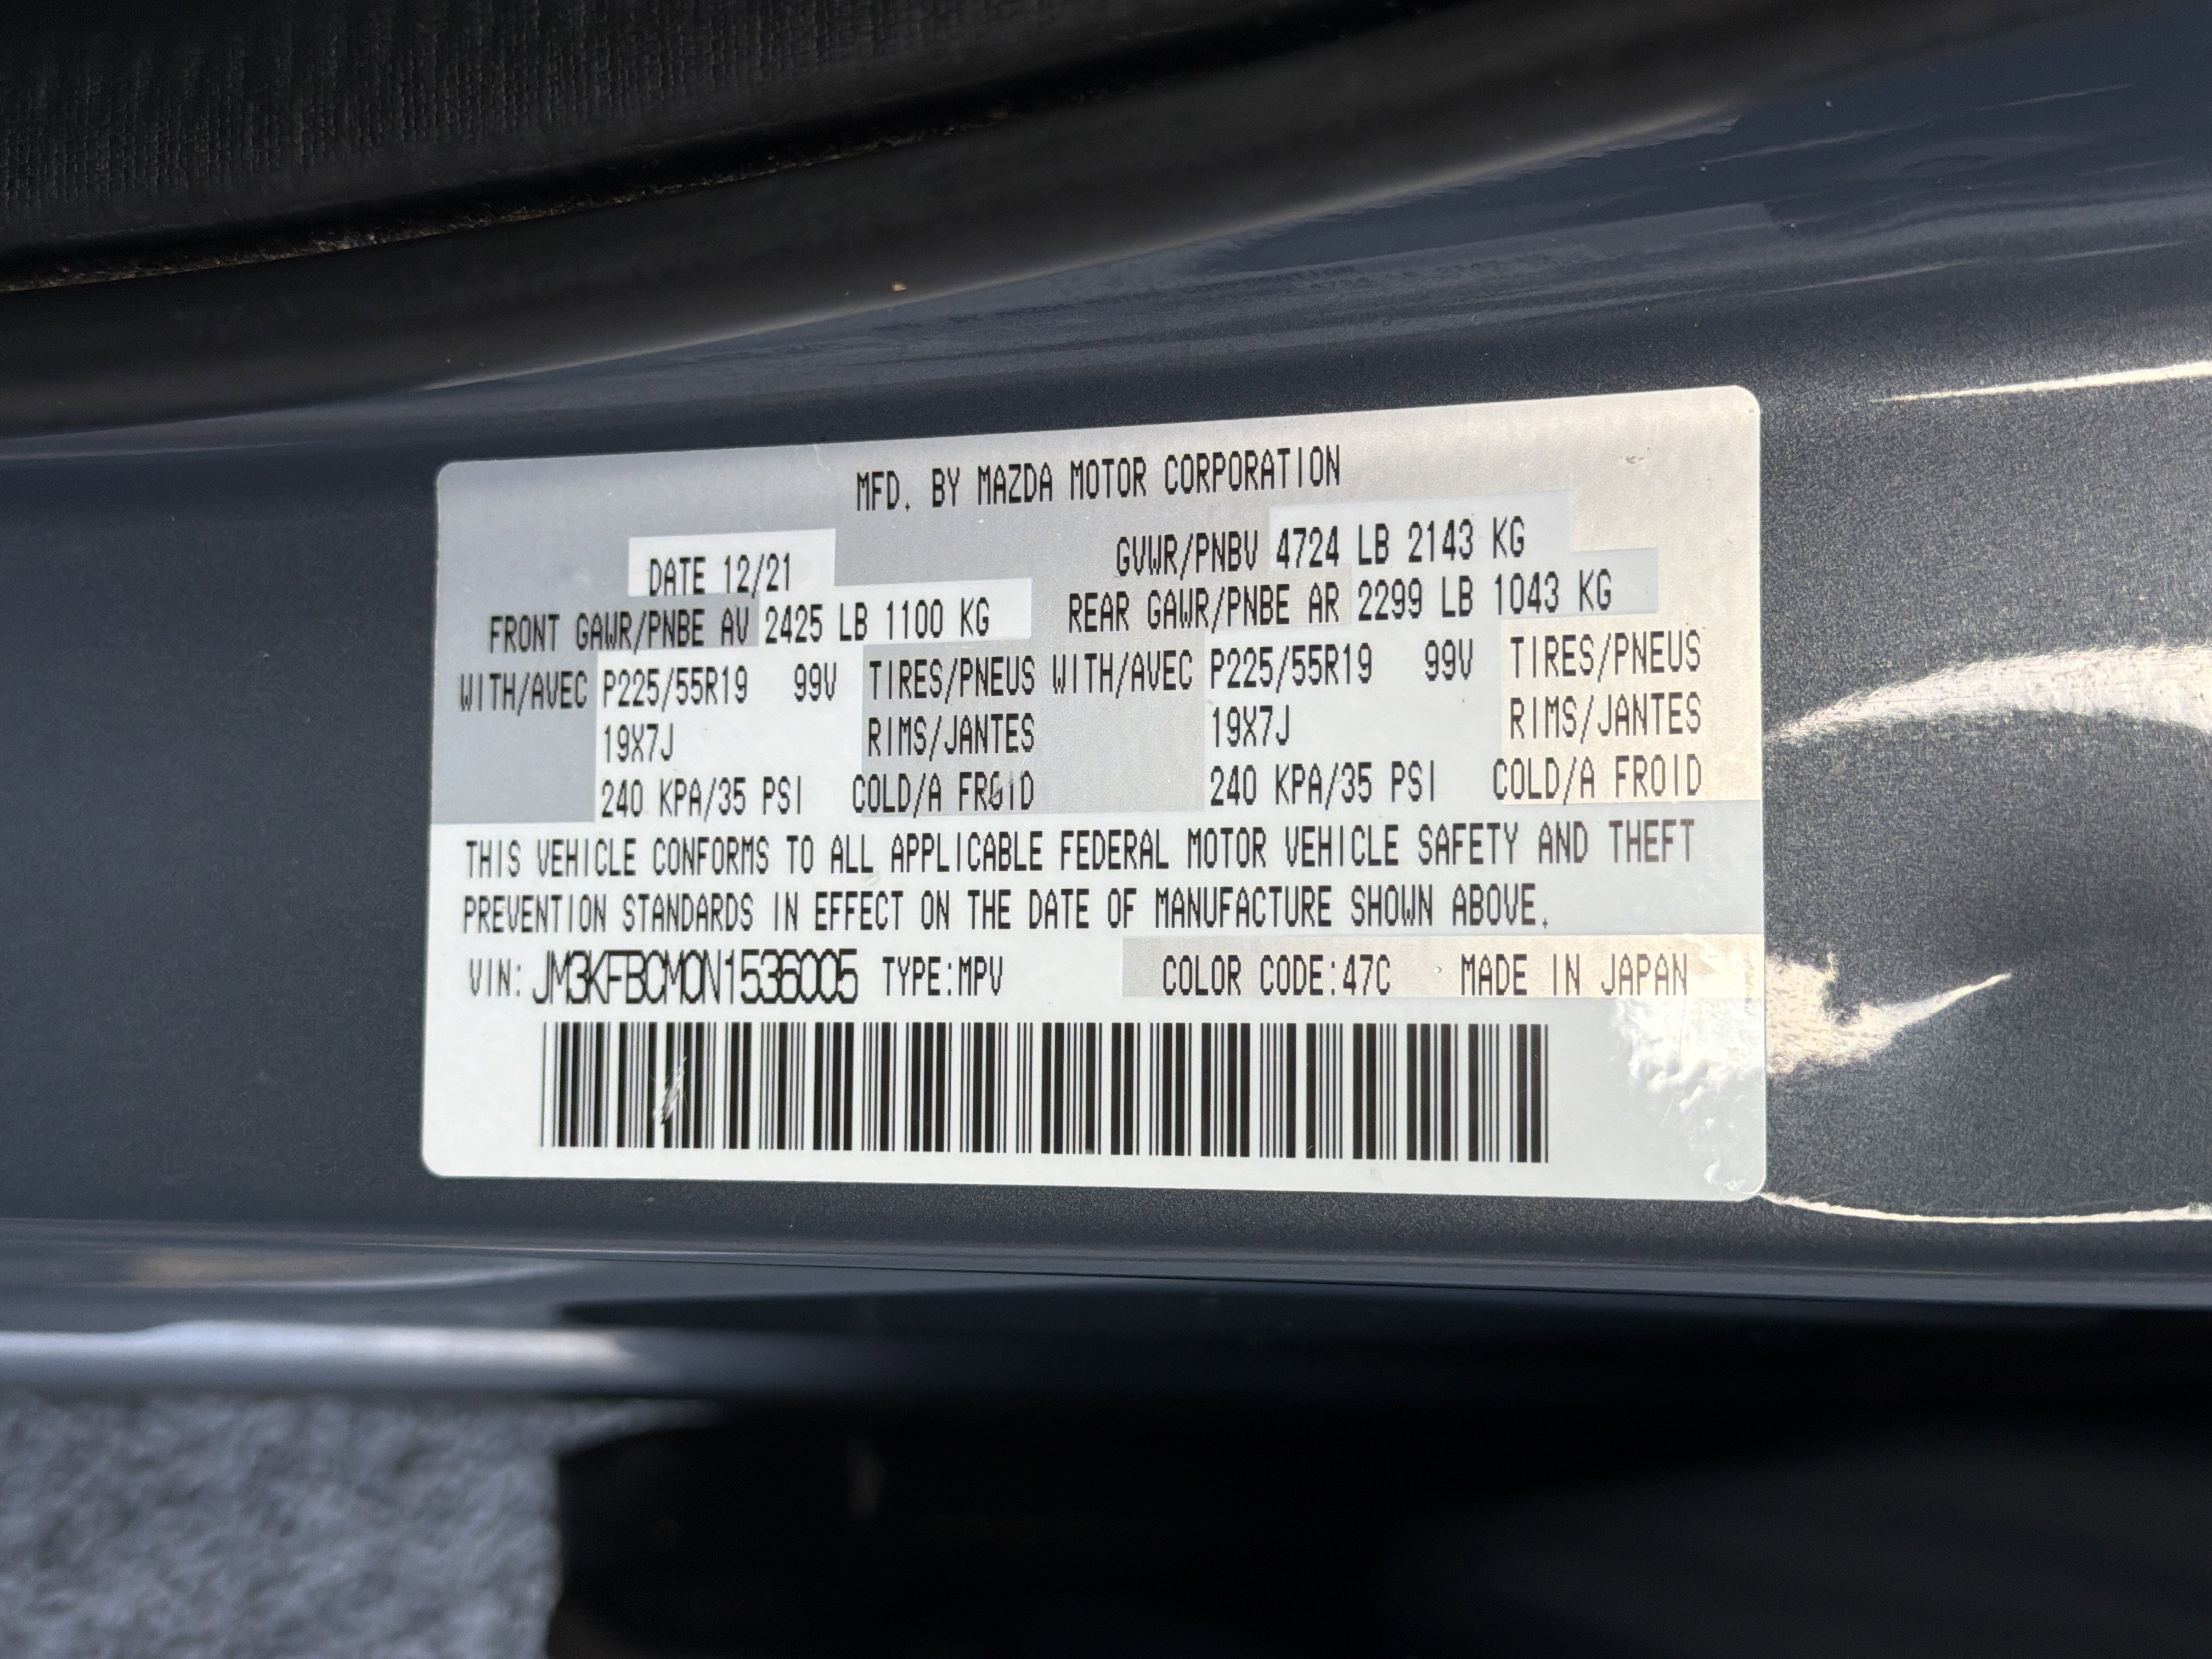 MFD. BY MAZDA MOTOR CORPORATION
DATE 12/21 GVWR/PNBV 4724 LB 2143 KG
FRONT GAWR/PNBE AV 2425 LB 1100 KG REAR GAWR/PNBE AR 2299 LB 1043 KG
WITH/AVEC P225/55R19 99V TIRES/PNEUS WITH/AVEC P225/55R19 99V TIRES/PNEUS
19X7J RIMS/JANTES 19X7J RIMS/JANTES
240 KPA/35 PSI COLD/A FROID 240 KPA/35 PSI COLD/A FROID
THIS VEHICLE CONFORMS TO ALL APPLICABLE FEDERAL MOTOR VEHICLE SAFETY AND THEFT
PREVENTION STANDARDS IN EFFECT ON THE DATE OF MANUFACTURE SHOWN ABOVE.
VIN: JM3KFBCM0N1536005 TYPE:MPV COLOR CODE:47C MADE IN JAPAN